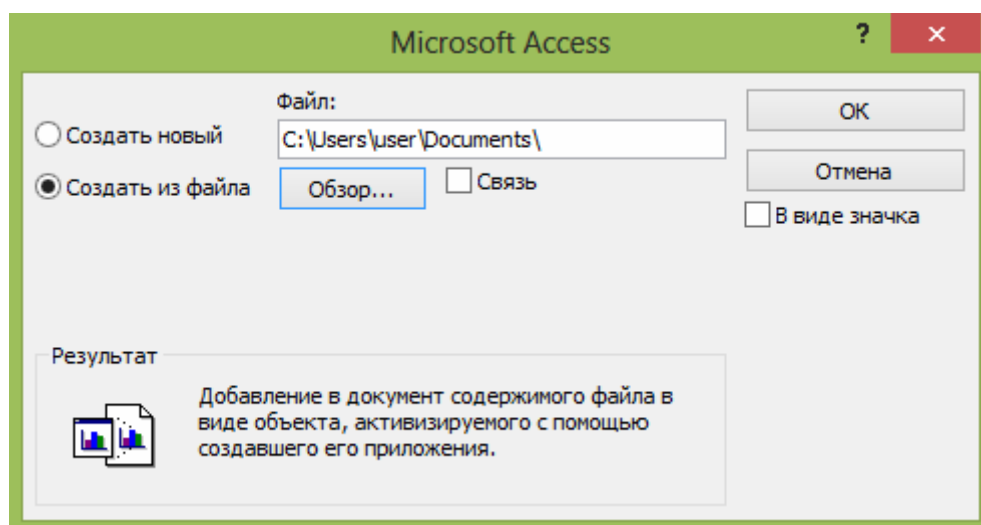 Microsoft Access
?
Файл:
Создать новый
C:\Users\user\Documents\
ОК
Создать из файла
Обзор...
Связь
Отмена
В виде значка
Результат
Добавление в документ содержимого файла в
виде объекта, активизируемого с помощью
создавшего его приложения.